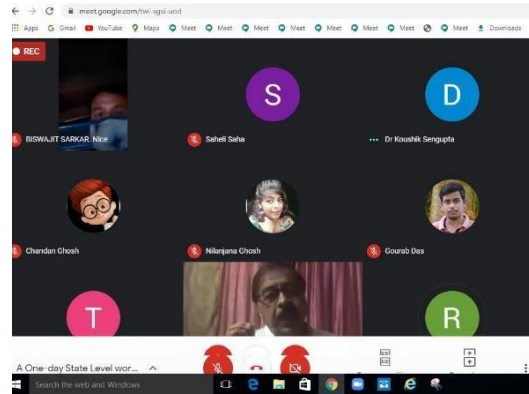 meet.google.com/twi-sgsi-uod
Apps G Gmail YouTube Maps Meet Meet Meet Meet Meet Meet Meet Meet Meet Downloads
REC
S
D
BISWAJIT SARKAR. Nice
Saheli Saha
Dr Koushik Sengupta
Chandan Ghosh
Nilanjana Ghosh
Gourab Das
T
R
A One-day State Level wor...
Search the web and Windows